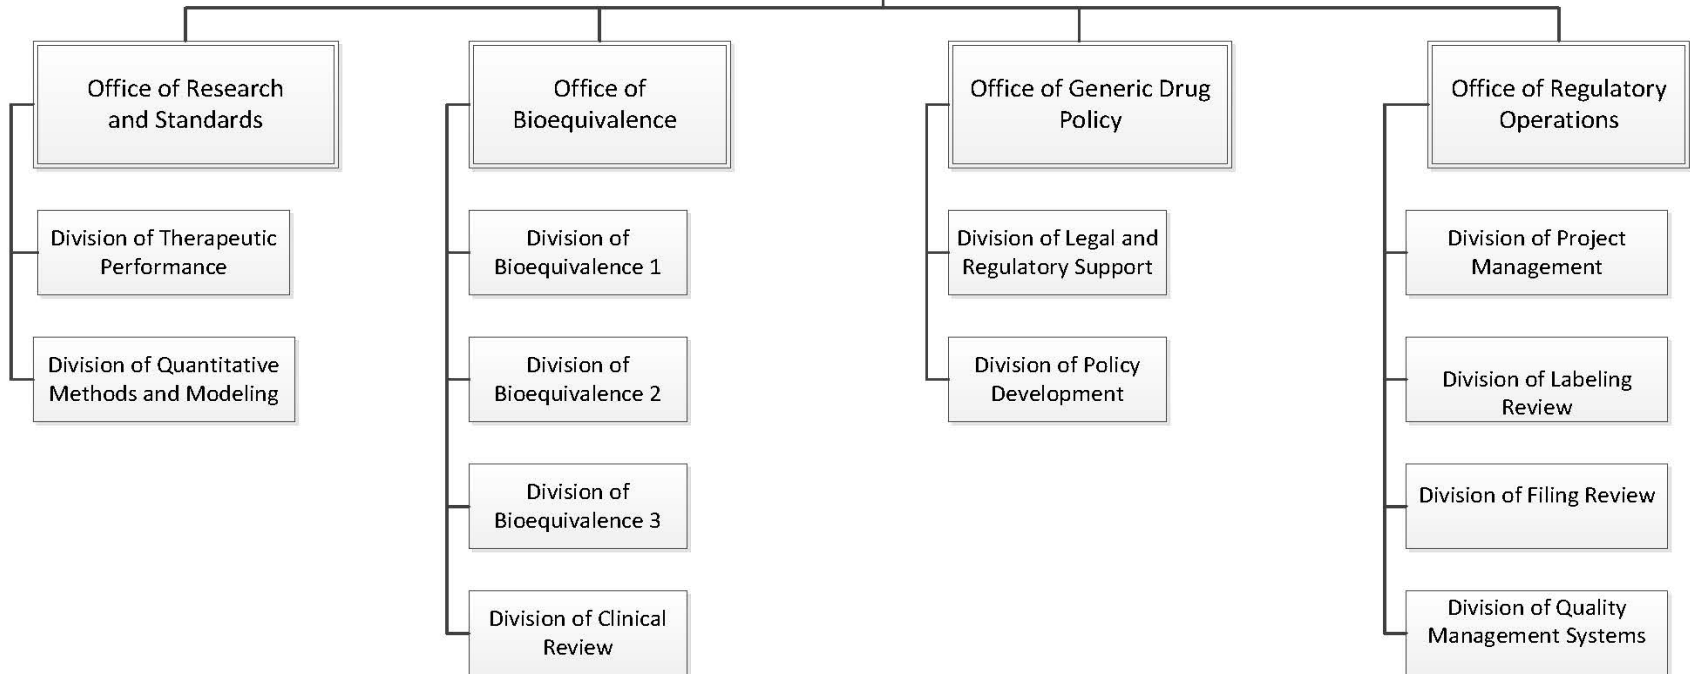 Office of Research
and Standards
Division of Therapeutic
Performance
Division of Quantitative
Methods and Modeling
Office of
Bioequivalence
Division of
Bioequivalence 1
Division of
Bioequivalence 2
Division of
Bioequivalence 3
Division of Clinical
Review
Office of Generic Drug
Policy
Division of Legal and
Regulatory Support
Division of Policy
Development
Office of Regulatory
Operations
Division of Project
Management
Division of Labeling
Review
Division of Filing Review
Division of Quality
Management Systems